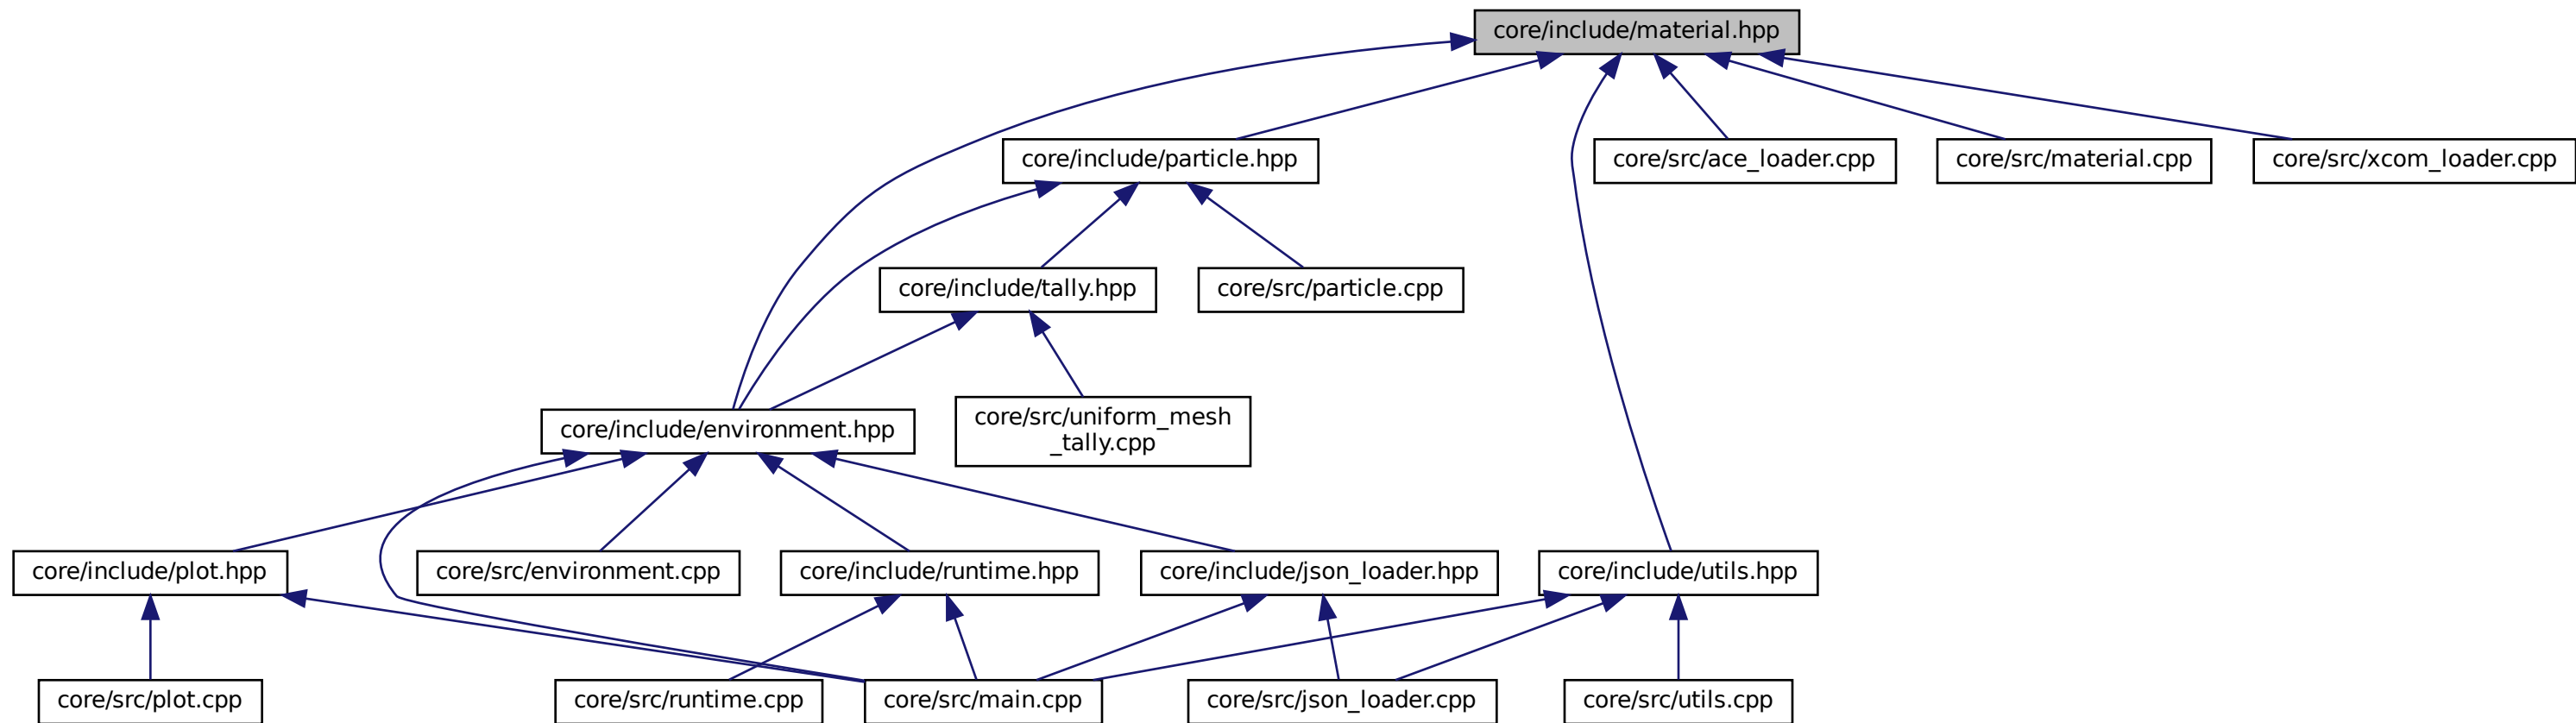 core/include/material.hpp
core/include/particle.hpp
core/src/ace_loader.cpp
core/src/material.cpp
core/src/xcom_loader.cpp
core/include/tally.hpp
core/src/particle.cpp
core/include/environment.hpp
core/src/uniform_mesh
_tally.cpp
core/include/plot.hpp
core/src/environment.cpp
core/include/runtime.hpp
core/include/json_loader.hpp
core/include/utils.hpp
core/src/plot.cpp
core/src/runtime.cpp
core/src/main.cpp
core/src/json_loader.cpp
core/src/utils.cpp